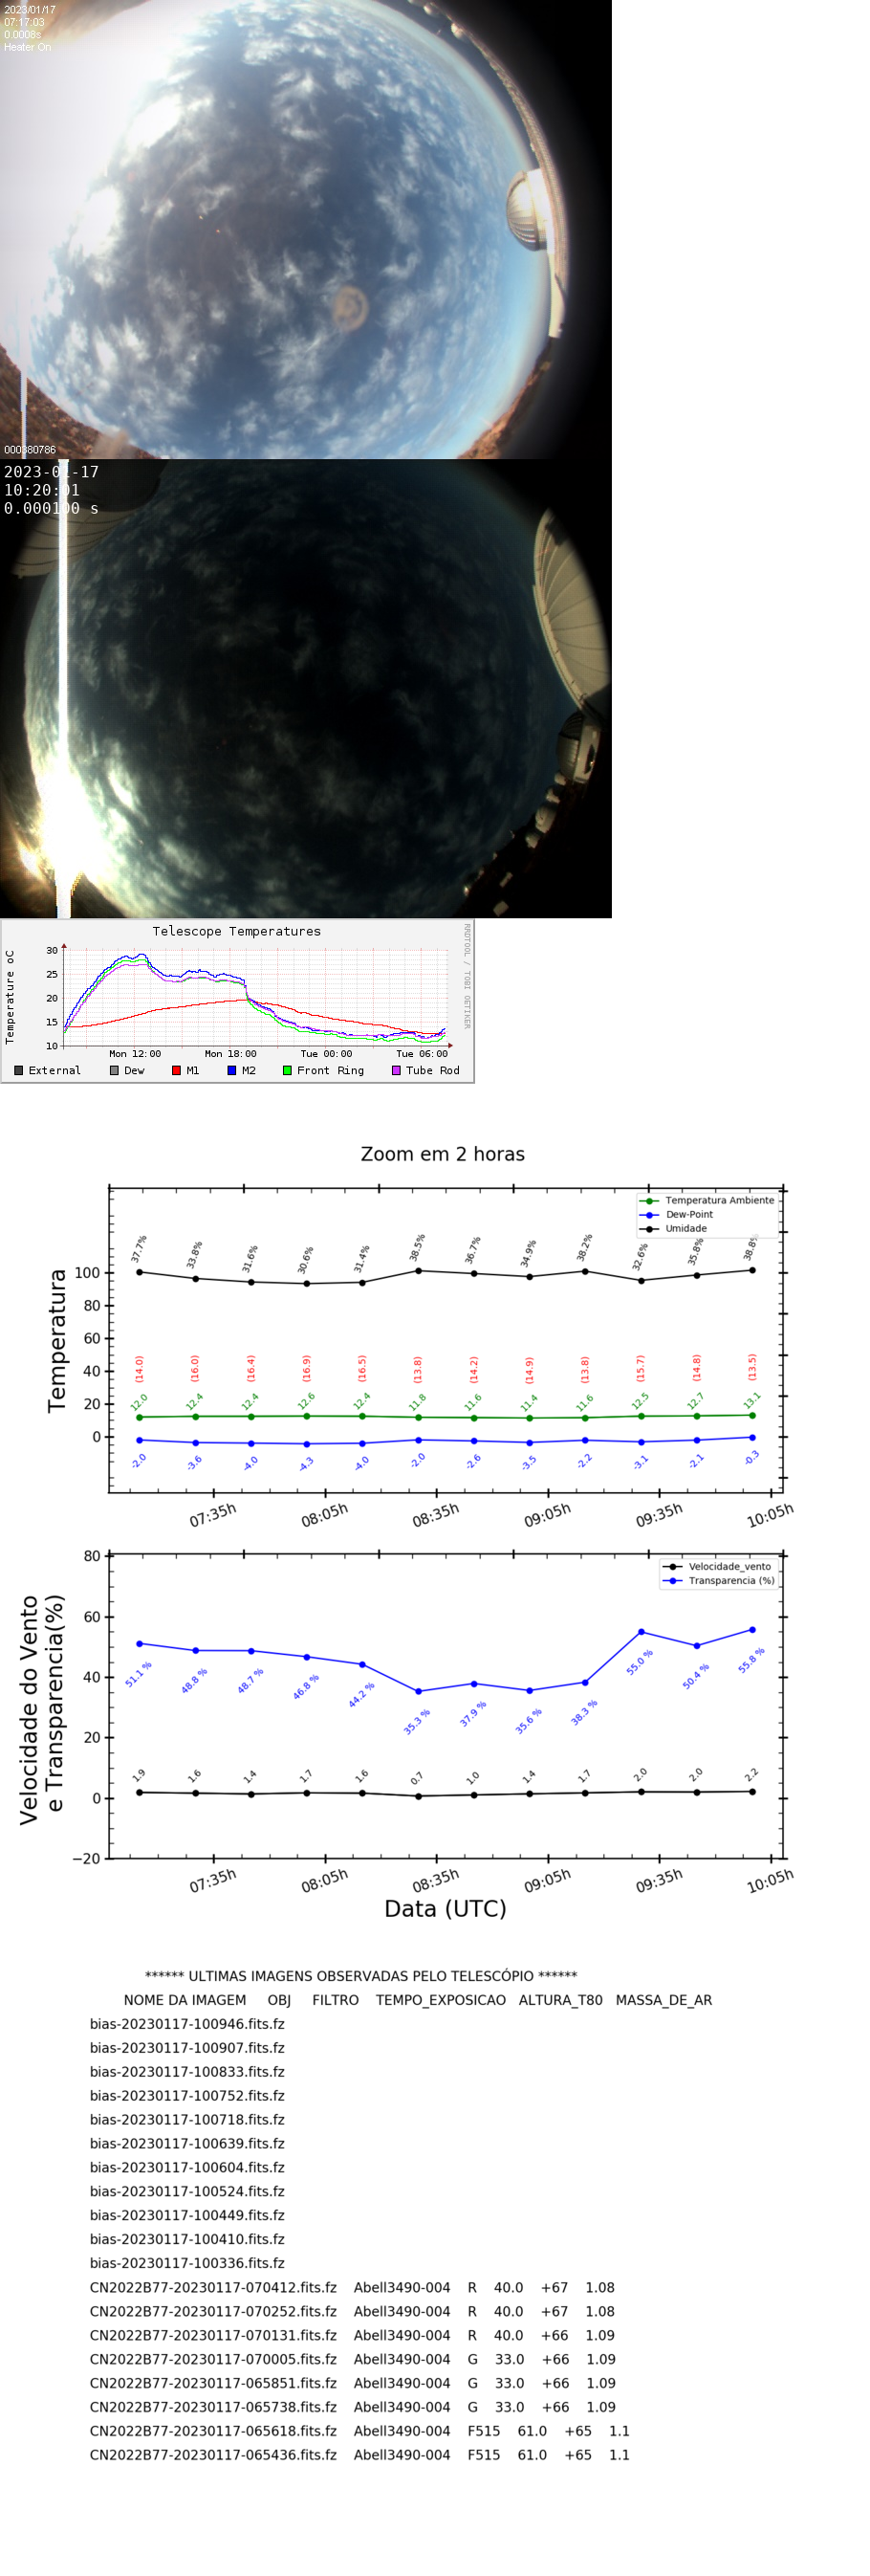 2023/01/17
07:17:03
0.0008s
Heater On
000380786
2023-01-17
10:20:01
0.000100 s
Telescope Temperatures
RRDTOOL / TOBI OETIKER
Temperature oC
30
25
20
15
10
Mon 12:00 Mon 18:00 Tue 00:00 Tue 06:00
External Dew M1 M2 Front Ring Tube Rod
Zoom em 2 horas
Temperatura Ambiente
Dew-Point
Umidade
37.7% 33.8% 31.6% 30.6% 31.4% 38.5% 36.7% 34.9% 38.2% 32.6% 35.8% 38.8%
Temperatura
100
80
60
40
20
0
(14.0) (16.0) (16.4) (16.9) (16.5) (13.8) (14.2) (14.9) (13.8) (15.7) (14.8) (13.5)
12.0 12.4 12.4 12.6 12.4 11.8 11.6 11.4 11.6 12.5 12.7 13.1
-2.0 -3.6 -4.0 -4.3 -4.0 -2.0 -2.6 -3.5 -2.2 -3.1 -2.1 -0.3
07:35h 08:05h 08:35h 09:05h 09:35h 10:05h
Velocidade_vento
Transparencia (%)
Velocidade do Vento
e Transparencia(%)
80
60
40
20
0
−20
51.1 % 48.8 % 48.7 % 46.8 % 44.2 % 35.3 % 37.9 % 35.6 % 38.3 % 55.0 % 50.4 % 55.8 %
1.9 1.6 1.4 1.7 1.6 0.7 1.0 1.4 1.7 2.0 2.0 2.2
07:35h 08:05h 08:35h 09:05h 09:35h 10:05h
Data (UTC)
****** ULTIMAS IMAGENS OBSERVADAS PELO TELESCÓPIO ******
NOME DA IMAGEM OBJ FILTRO TEMPO_EXPOSICAO ALTURA_T80 MASSA_DE_AR
bias-20230117-100946.fits.fz
bias-20230117-100907.fits.fz
bias-20230117-100833.fits.fz
bias-20230117-100752.fits.fz
bias-20230117-100718.fits.fz
bias-20230117-100639.fits.fz
bias-20230117-100604.fits.fz
bias-20230117-100524.fits.fz
bias-20230117-100449.fits.fz
bias-20230117-100410.fits.fz
bias-20230117-100336.fits.fz
CN2022B77-20230117-070412.fits.fz Abell3490-004 R 40.0 +67 1.08
CN2022B77-20230117-070252.fits.fz Abell3490-004 R 40.0 +67 1.08
CN2022B77-20230117-070131.fits.fz Abell3490-004 R 40.0 +66 1.09
CN2022B77-20230117-070005.fits.fz Abell3490-004 G 33.0 +66 1.09
CN2022B77-20230117-065851.fits.fz Abell3490-004 G 33.0 +66 1.09
CN2022B77-20230117-065738.fits.fz Abell3490-004 G 33.0 +66 1.09
CN2022B77-20230117-065618.fits.fz Abell3490-004 F515 61.0 +65 1.1
CN2022B77-20230117-065436.fits.fz Abell3490-004 F515 61.0 +65 1.1